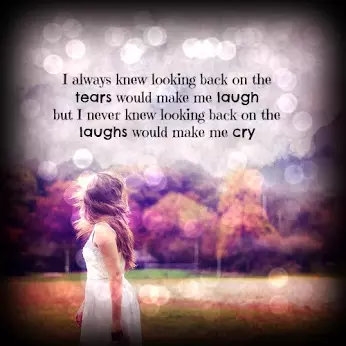 I always knew looking back on the
tears would make me laugh
but I never knew looking back on the
laughs would make me cry